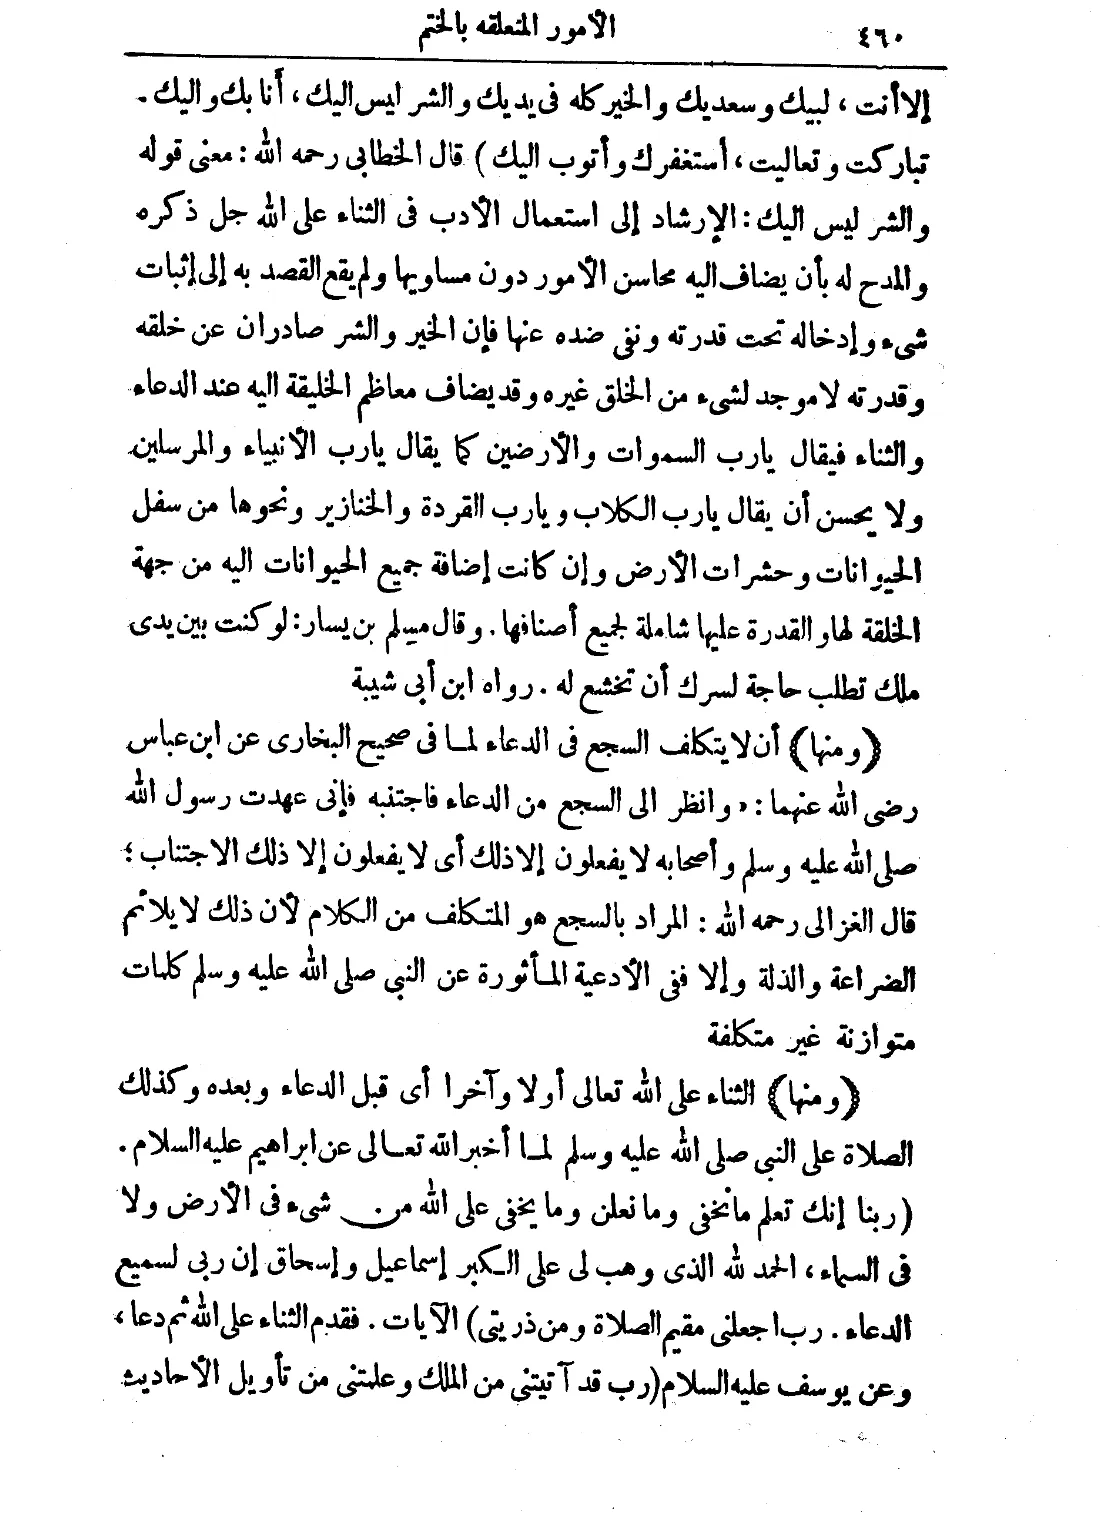 ٤٦٠
الأمور المتعلقه بالختم
إلا أنت ، لبيك وسعديك والخير كله فى يديك والشر ليس اليك ، أنا بك واليك .
تباركت وتعاليت ، أستغفرك وأتوب اليك ) قال الخطابى رحمه الله : معنى قوله
والشر ليس اليك : الإرشاد إلى استعمال الأدب فى الثناء على الله جل ذكره
والمدح له بأن يضاف اليه محاسن الأمور دون مساويها ولم يقع القصد به إلى إثبات
شىء وإدخاله تحت قدرته ونفى ضده عنها فإن الخير والشر صادران عن خلقه
وقدرته لا موجد لشىء من الخلق غيره وقد يضاف معاظم الخليقة اليه عند الدعاء
والثناء فيقال يارب السموات والأرضين كما يقال يارب الأنبياء والمرسلين
ولا يحسن أن يقال يارب الكلاب ويارب القردة والخنازير ونحوها من سفل
الحيوانات وحشرات الأرض وإن كانت إضافة جميع الحيوانات اليه من جهة
الخلقة لها والقدرة عليها شاملة لجميع أصنافها . وقال مسلم بن يسار : لو كنت بين يدى
ملك تطلب حاجة لسرك أن تخشع له . رواه ابن أبى شيبة
﴿ومنها﴾ أن لا يتكلف السجع فى الدعاء لما فى صحيح البخارى عن ابن عباس
رضى الله عنهما : « وانظر الى السجع من الدعاء فاجتنبه فإنى عهدت رسول الله
صلى الله عليه وسلم وأصحابه لا يفعلون إلا ذلك أى لا يفعلون إلا ذلك الاجتناب ؛
قال الغزالى رحمه الله : المراد بالسجع هو المتكلف من الكلام لأن ذلك لا يلائم
الضراعة والذلة وإلا ففى الأدعية المأثورة عن النبي صلى الله عليه وسلم كلمات
متوازنة غير متكلفة
﴿ومنها﴾ الثناء على الله تعالى أولا وآخرا أى قبل الدعاء وبعده وكذلك
الصلاة على النبي صلى الله عليه وسلم لما أخبر الله تعالى عن ابراهيم عليه السلام .
(ربنا إنك تعلم مانخفى وما نعلن وما يخفى على الله من شىء فى الأرض ولا
فى السماء ، الحمد لله الذى وهب لى على الكبر إسماعيل وإسحاق إن ربى لسميع
الدعاء . رب اجعلنى مقيم الصلاة ومن ذريتى) الآيات . فقدم الثناء على الله ثم دعا ،
وعن يوسف عليه السلام (رب قد آتيتنى من الملك وعلمتنى من تأويل الأحاديث